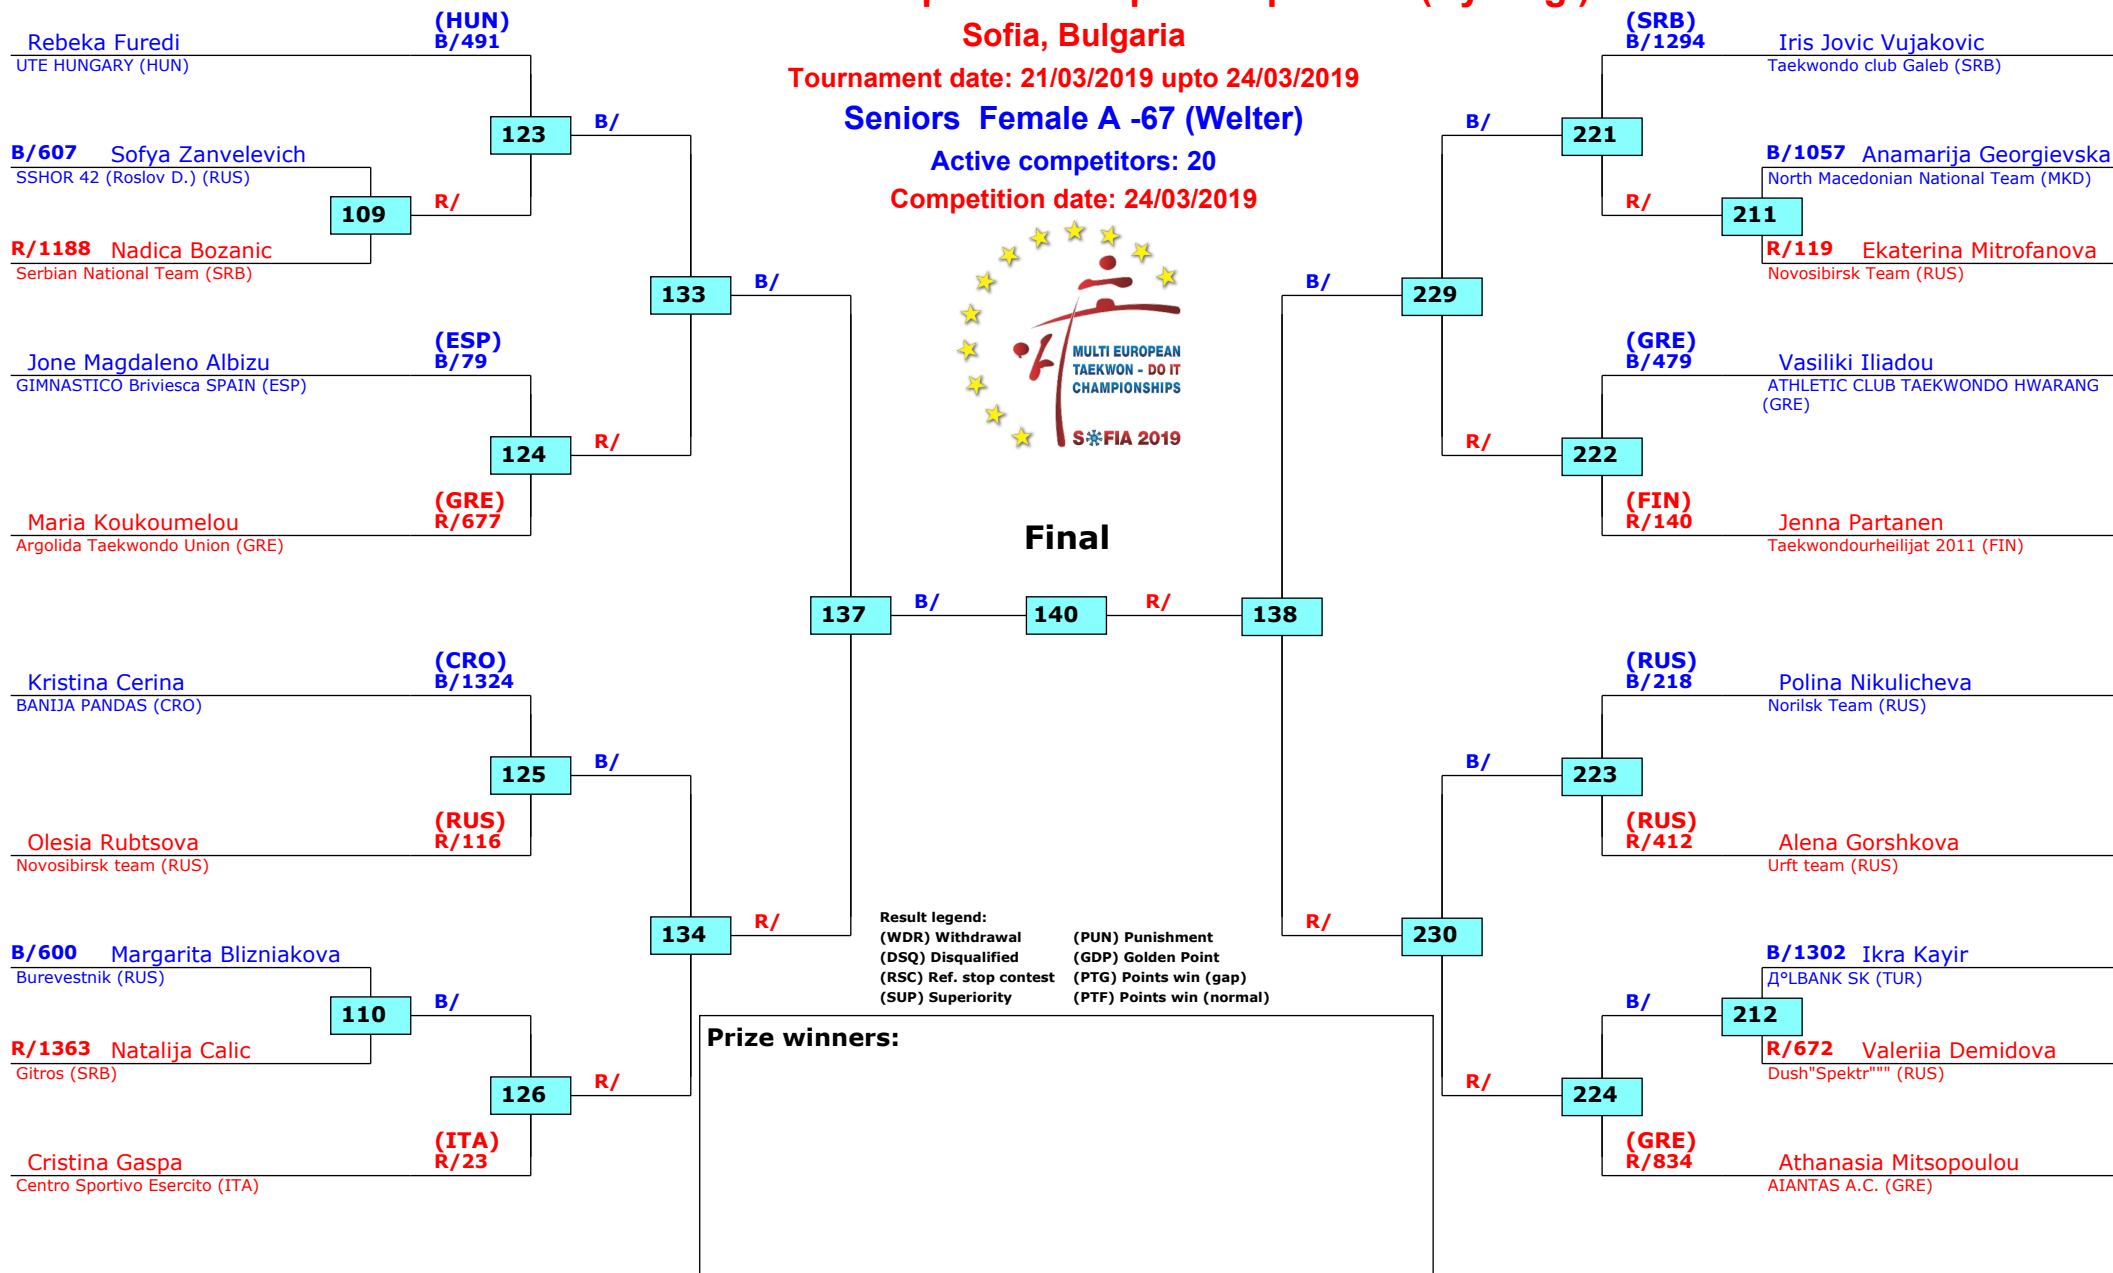 Sofia, Bulgaria
Tournament date: 21/03/2019 upto 24/03/2019
Seniors Female A -67 (Welter)
Active competitors: 20
Competition date: 24/03/2019
MULTI EUROPEAN
TAEKWON - DO IT
CHAMPIONSHIPS
SOFIA 2019
(HUN)
Rebeka Furedi B/491
UTE HUNGARY (HUN)
123 B/
B/607 Sofya Zanvelevich
SSHOR 42 (Roslov D.) (RUS)
109 R/
R/1188 Nadica Bozanic
Serbian National Team (SRB)
133 B/
(ESP)
Jone Magdaleno Albizu B/79
GIMNASTICO Briviesca SPAIN (ESP)
124 R/
(GRE)
Maria Koukoumelou R/677
Argolida Taekwondo Union (GRE)
137 B/
(CRO)
Kristina Cerina B/1324
BANIJA PANDAS (CRO)
125 B/
(RUS)
Olesia Rubtsova R/116
Novosibirsk team (RUS)
134 R/
B/600 Margarita Blizniakova
Burevestnik (RUS)
110 B/
R/1363 Natalija Calic
Gitros (SRB)
126 R/
(ITA)
Cristina Gaspa R/23
Centro Sportivo Esercito (ITA)
Final
140
(SRB)
B/1294 Iris Jovic Vujakovic
Taekwondo club Galeb (SRB)
B/ 221
B/1057 Anamarija Georgievska
North Macedonian National Team (MKD)
R/ 211
R/119 Ekaterina Mitrofanova
Novosibirsk Team (RUS)
B/ 229
(GRE)
B/479 Vasiliki Iliadou
ATHLETIC CLUB TAEKWONDO HWARANG
(GRE)
R/ 222
(FIN)
R/140 Jenna Partanen
Taekwondourheilijat 2011 (FIN)
R/ 138
(RUS)
B/218 Polina Nikulicheva
Norilsk Team (RUS)
B/ 223
(RUS)
R/412 Alena Gorshkova
Urft team (RUS)
R/ 230
B/1302 Ikra Kayir
Д°LBANK SK (TUR)
B/ 212
R/672 Valeriia Demidova
Dush"Spektr""" (RUS)
R/ 224
(GRE)
R/834 Athanasia Mitsopoulou
AIANTAS A.C. (GRE)
Result legend:
(WDR) Withdrawal (PUN) Punishment
(DSQ) Disqualified (GDP) Golden Point
(RSC) Ref. stop contest (PTG) Points win (gap)
(SUP) Superiority (PTF) Points win (normal)
Prize winners: